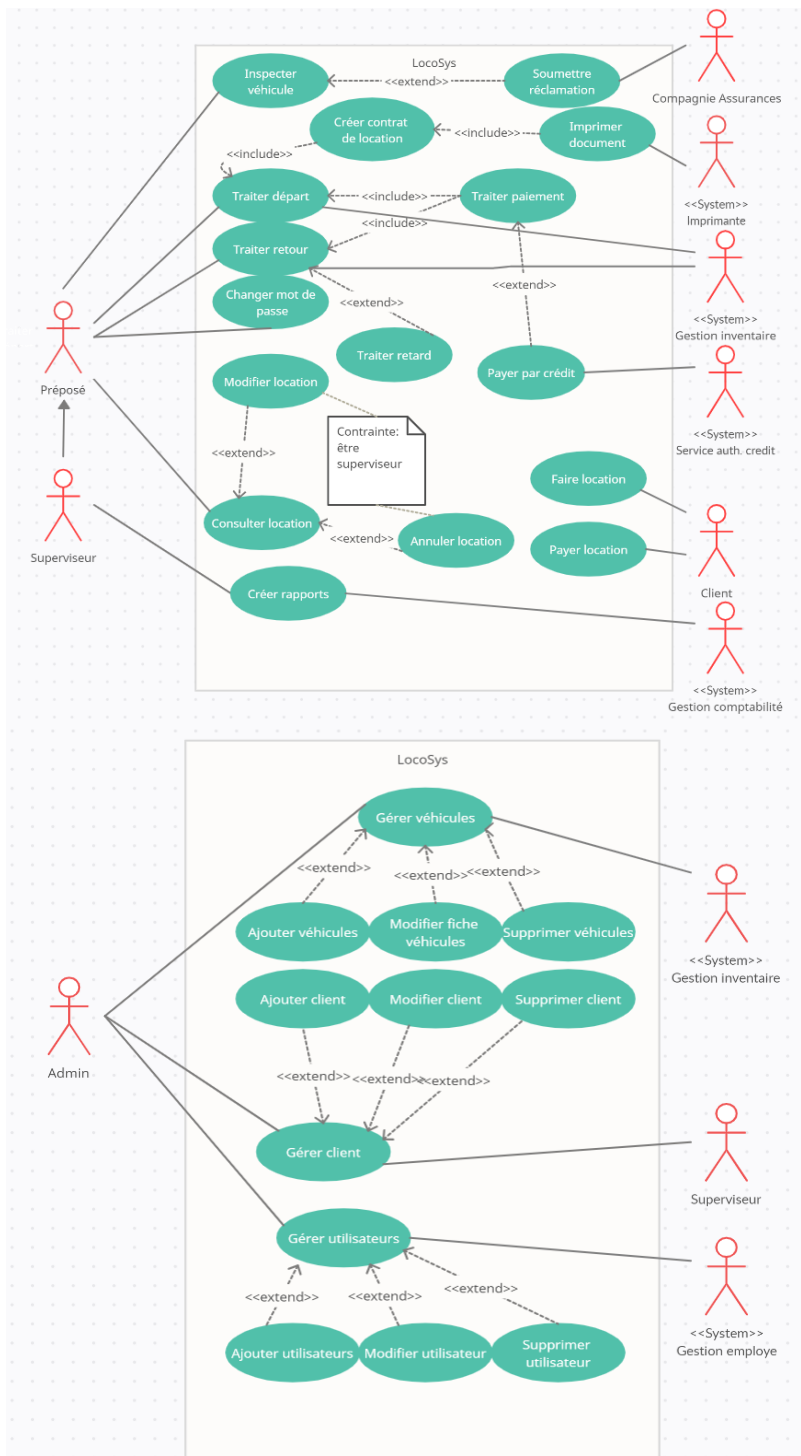 LocoSys
Inspecter
véhicule
<<extend>>
Soumettre
réclamation
Compagnie Assurances
Créer contrat
de location
<<include>>
Imprimer
document
<<include>>
<<System>>
Imprimante
Traiter départ
<<include>>
Traiter paiement
<<include>>
Traiter retour
Changer mot de
passe
<<extend>>
<<extend>>
<<System>>
Gestion inventaire
Préposé
Traiter retard
Payer par crédit
Modifier location
<<System>>
Service auth. credit
Contrainte:
être
superviseur
<<extend>>
Faire location
Consulter location
<<extend>>
Annuler location
Payer location
Superviseur
Client
Créer rapports
<<System>>
Gestion comptabilité
LocoSys
Gérer véhicules
<<extend>>
<<extend>>
<<extend>>
Ajouter véhicules
Modifier fiche
véhicules
Supprimer véhicules
<<System>>
Gestion inventaire
Ajouter client
Modifier client
Supprimer client
Admin
<<extend>>
<<extend>>
<<extend>>
Gérer client
Superviseur
Gérer utilisateurs
<<extend>>
<<extend>>
<<extend>>
<<System>>
Gestion employe
Ajouter utilisateurs
Modifier utilisateur
Supprimer
utilisateur